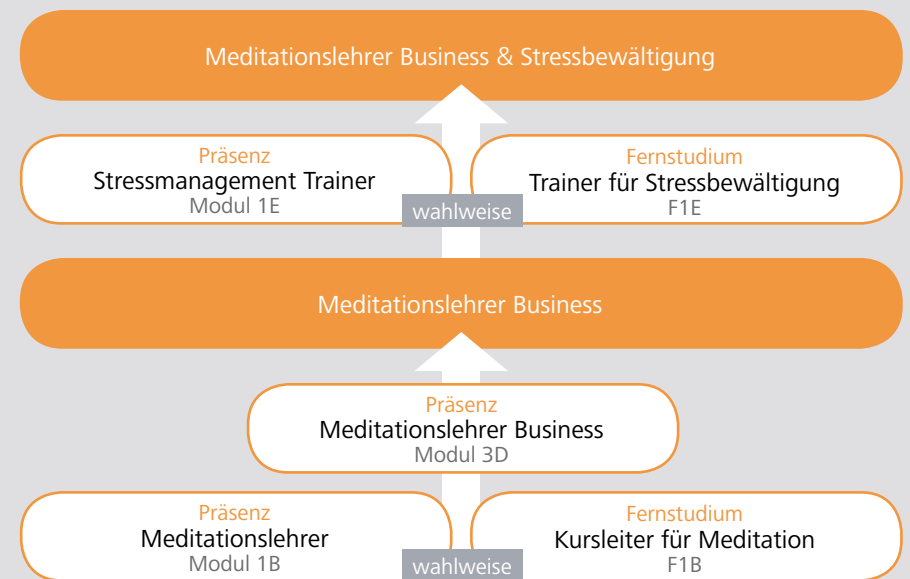 Meditationslehrer Business & Stressbewältigung
Präsenz
Stressmanagement Trainer
Modul 1E
wahlweise
Fernstudium
Trainer für Stressbewältigung
F1E
Meditationslehrer Business
Präsenz
Meditationslehrer Business
Modul 3D
Präsenz
Meditationslehrer
Modul 1B
wahlweise
Fernstudium
Kursleiter für Meditation
F1B